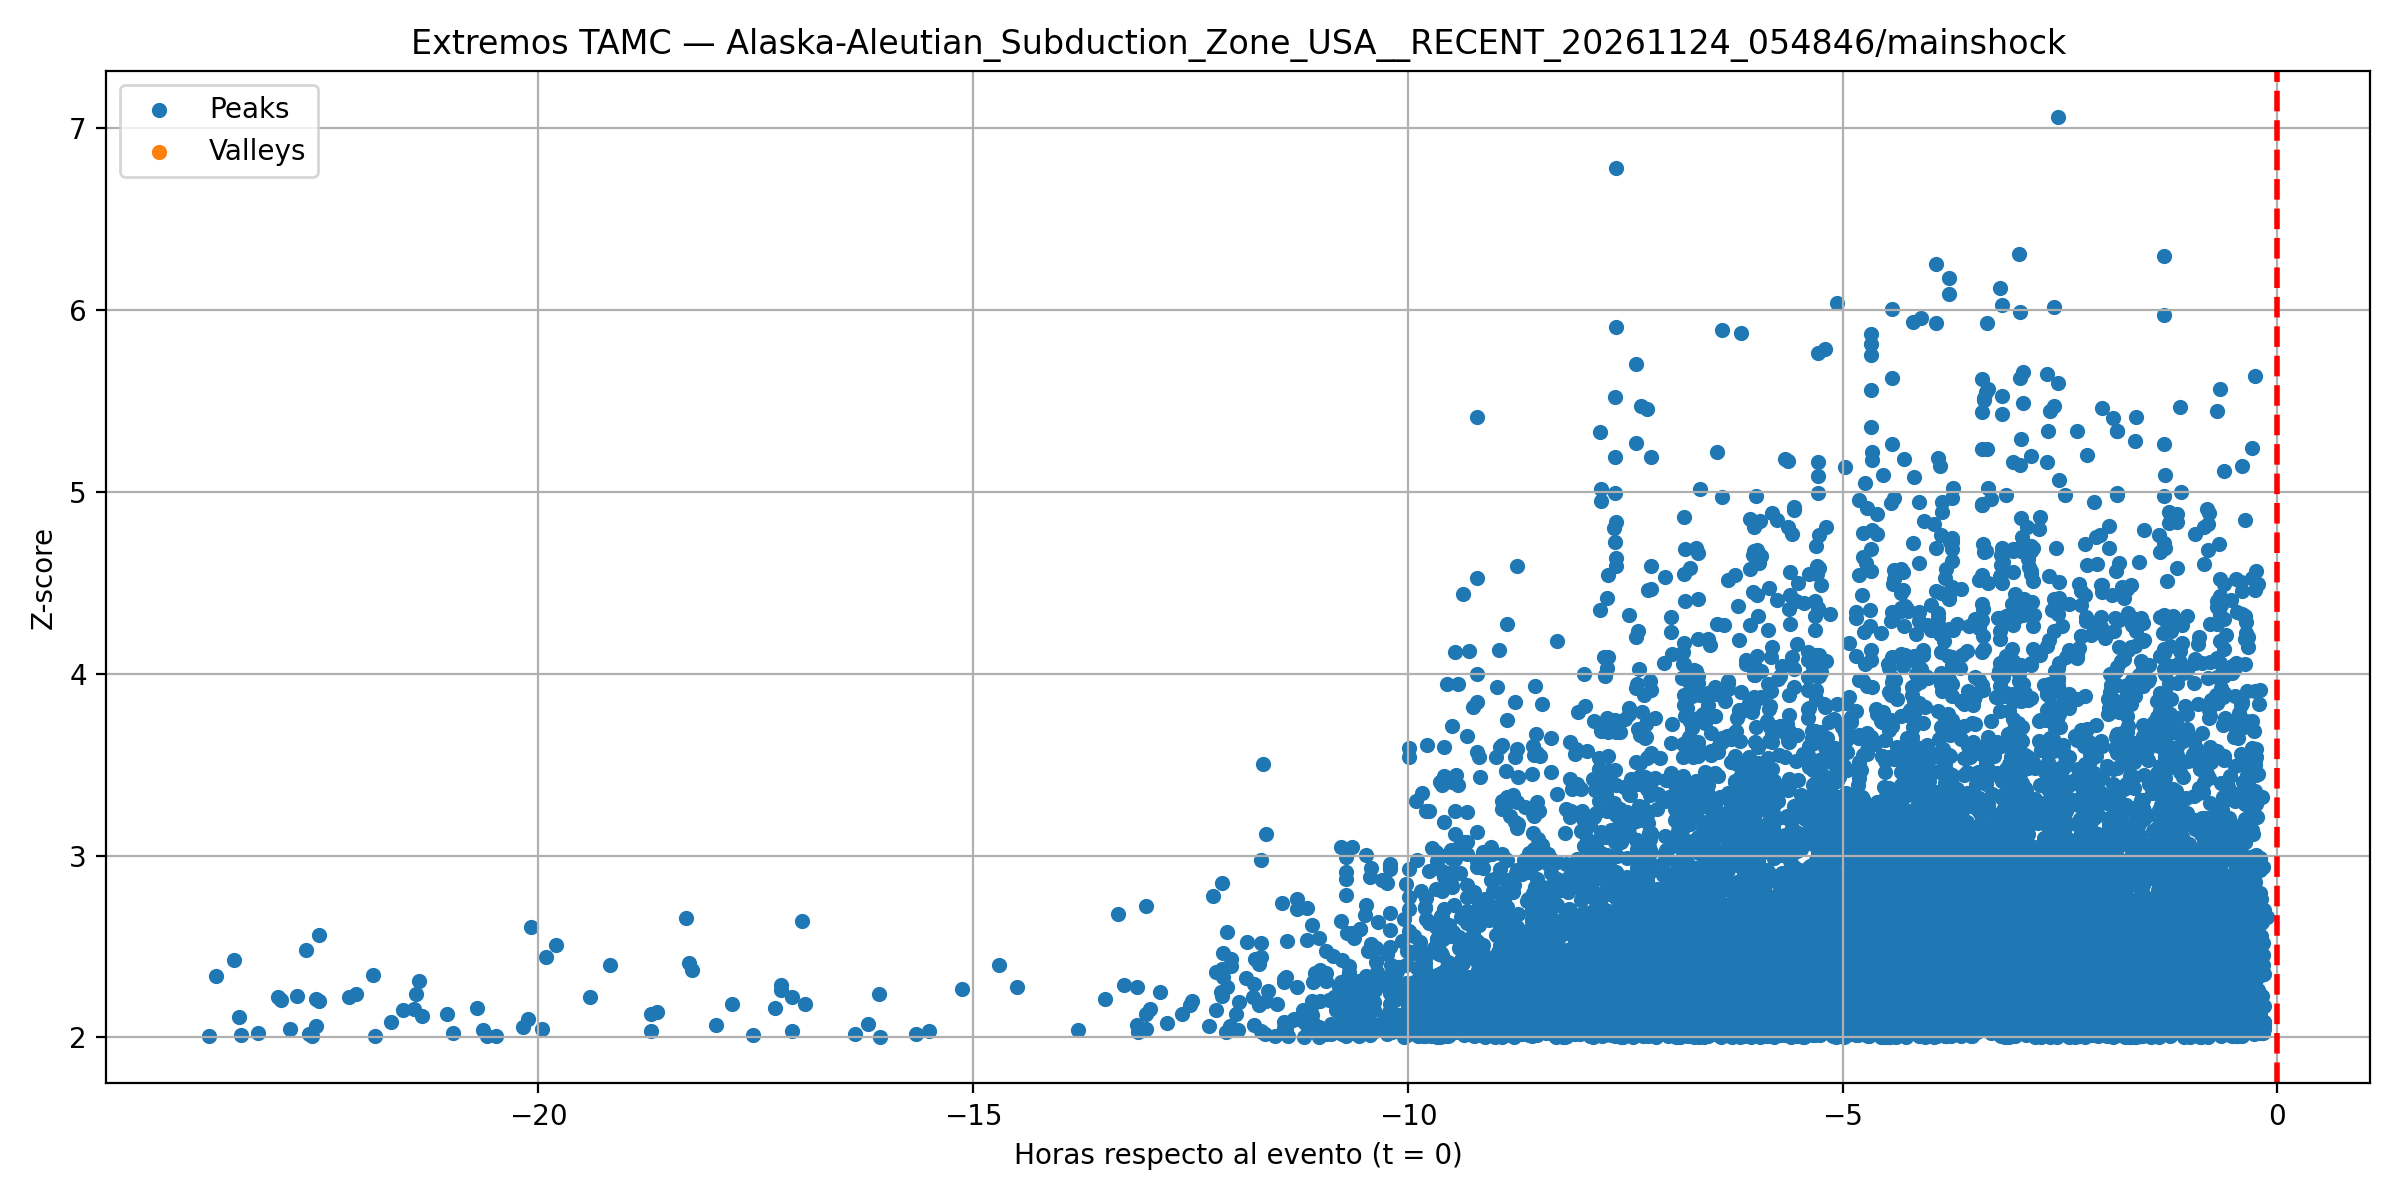 Extremos TAMC — Alaska-Aleutian_Subduction_Zone_USA__RECENT_20261124_054846/mainshock
Peaks
Valleys
Z-score
7
6
5
4
3
2
−20
−15
−10
−5
0
Horas respecto al evento (t = 0)